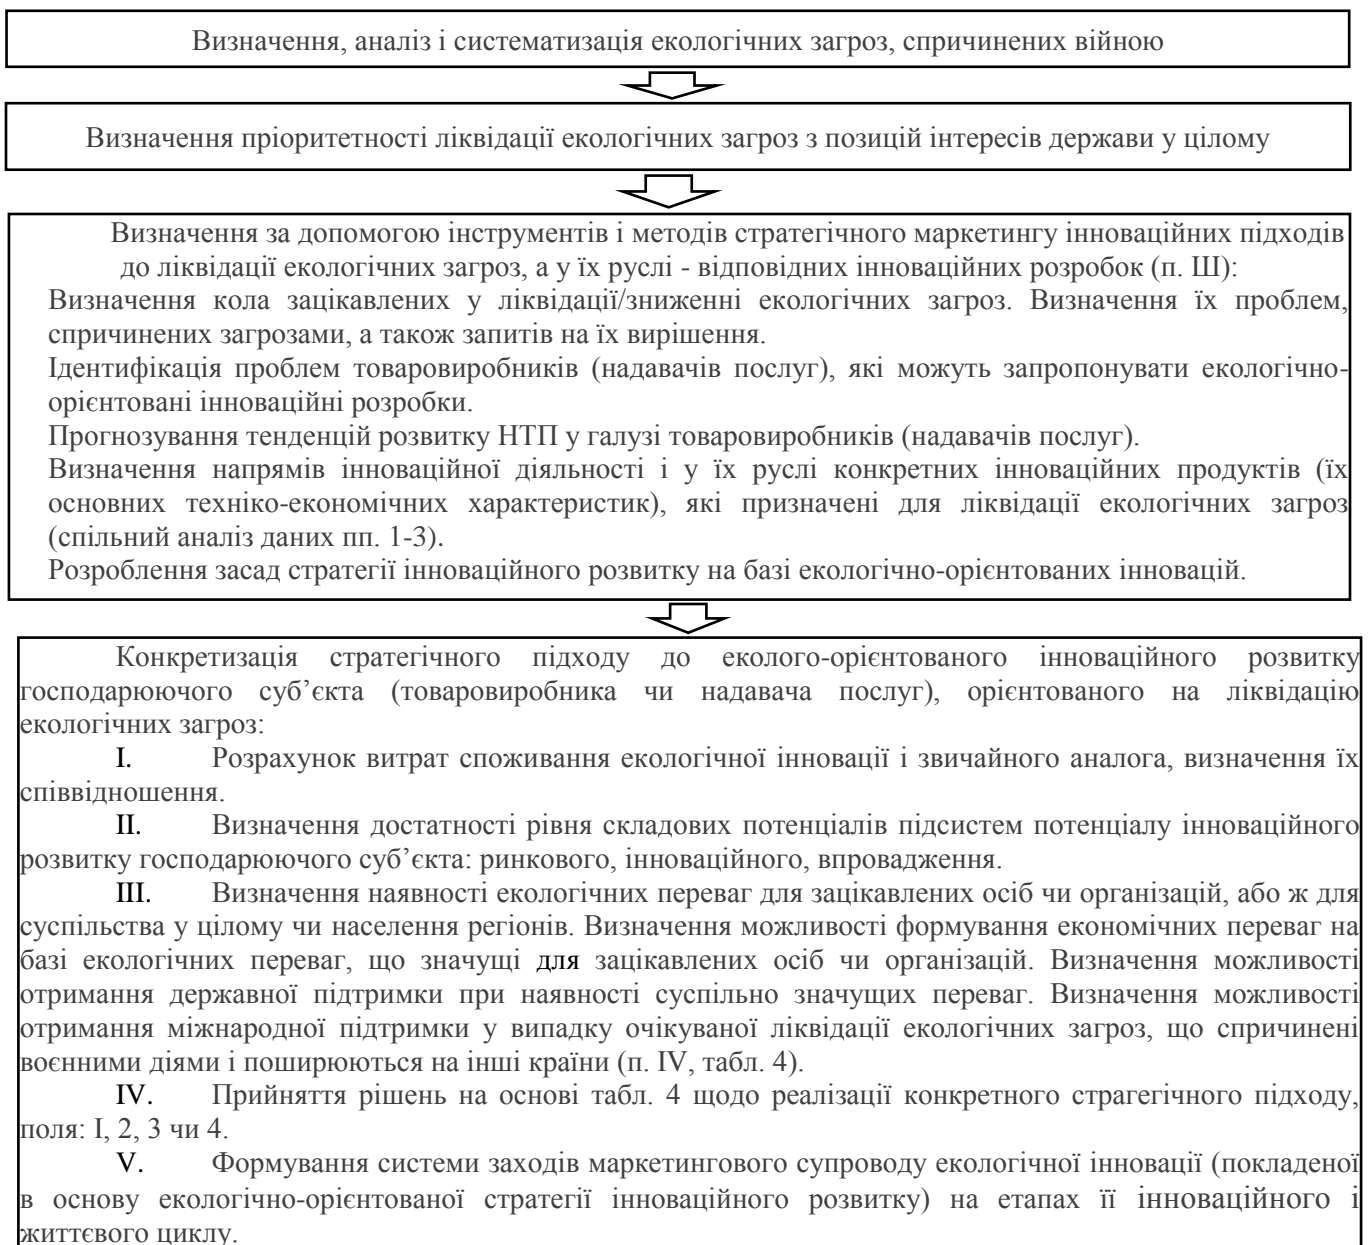 Визначення, аналіз і систематизація екологічних загроз, спричинених війною
Визначення пріоритетності ліквідації екологічних загроз з позицій інтересів держави у цілому
Визначення за допомогою інструментів і методів стратегічного маркетингу інноваційних підходів
до ліквідації екологічних загроз, а у їх руслі - відповідних інноваційних розробок (п. Ш):
Визначення кола зацікавлених у ліквідації/зниженні екологічних загроз. Визначення їх проблем,
спричинених загрозами, а також запитів на їх вирішення.
Ідентифікація проблем товаровиробників (надавачів послуг), які можуть запропонувати екологічно-
орієнтовані інноваційні розробки.
Прогнозування тенденцій розвитку НТП у галузі товаровиробників (надавачів послуг).
Визначення напрямів інноваційної діяльності і у їх руслі конкретних інноваційних продуктів (їх
основних техніко-економічних характеристик), які призначені для ліквідації екологічних загроз
(спільний аналіз даних пп. 1-3).
Розроблення засад стратегії інноваційного розвитку на базі екологічно-орієнтованих інновацій.
Конкретизація стратегічного підходу до еколого-орієнтованого інноваційного розвитку
господарюючого суб’єкта (товаровиробника чи надавача послуг), орієнтованого на ліквідацію
екологічних загроз:
I. Розрахунок витрат споживання екологічної інновації і звичайного аналога, визначення їх
співвідношення.
II. Визначення достатності рівня складових потенціалів підсистем потенціалу інноваційного
розвитку господарюючого суб’єкта: ринкового, інноваційного, впровадження.
III. Визначення наявності екологічних переваг для зацікавлених осіб чи організацій, або ж для
суспільства у цілому чи населення регіонів. Визначення можливості формування економічних переваг на
базі екологічних переваг, що значущі для зацікавлених осіб чи організацій. Визначення можливості
отримання державної підтримки при наявності суспільно значущих переваг. Визначення можливості
отримання міжнародної підтримки у випадку очікуваної ліквідації екологічних загроз, що спричинені
воєнними діями і поширюються на інші країни (п. IV, табл. 4).
IV. Прийняття рішень на основі табл. 4 щодо реалізації конкретного страгегічного підходу,
поля: I, 2, 3 чи 4.
V. Формування системи заходів маркетингового супроводу екологічної інновації (покладеної
в основу екологічно-орієнтованої стратегії інноваційного розвитку) на етапах її інноваційного і
життєвого циклу.